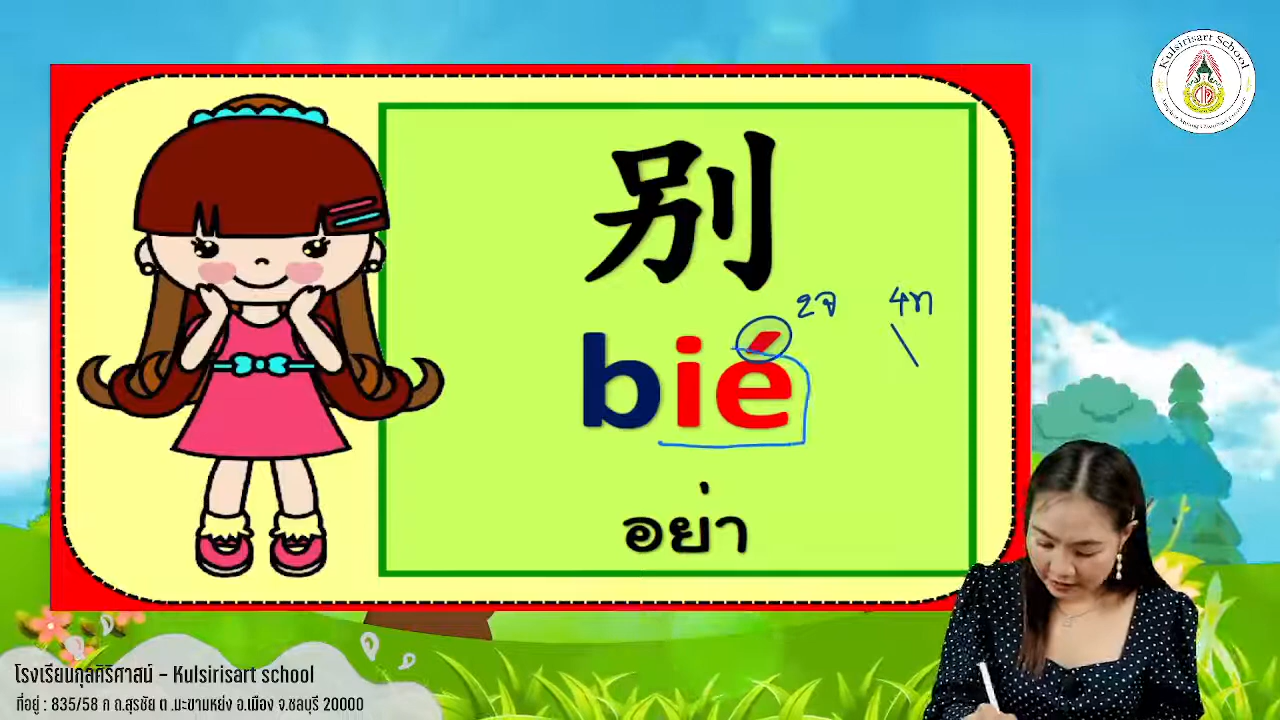 Kulsirisart School
别
2จ 4ท
bié
อย่า
โรงเรียนกุลศิริศาสน์ - Kulsirisart school
ที่อยู่ : 835/58 ก ถ.สุรชัย ต .มะขามหย่ง อ.เมือง จ.ชลบุรี 20000